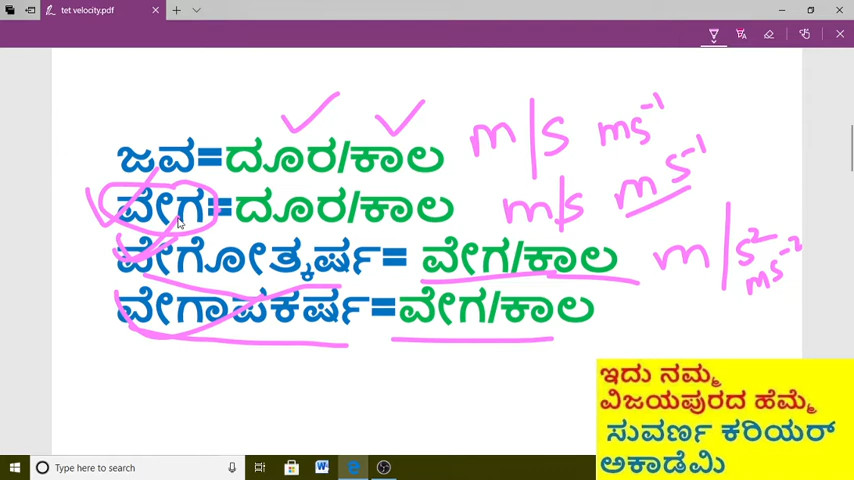 tet velocity.pdf
ಜವ=ದೂರ/ಕಾಲ m/s ms⁻¹
ವೇಗ=ದೂರ/ಕಾಲ m/s ms⁻¹
ವೇಗೋತ್ಕರ್ಷ= ವೇಗ/ಕಾಲ m/s² ms⁻²
ವೇಗಾಪಕರ್ಷ=ವೇಗ/ಕಾಲ
ಇದು ನಮ್ಮ
ವಿಜಯಪುರದ ಹೆಮ್ಮೆ
ಸುವರ್ಣ ಕರಿಯರ್
ಅಕಾಡೆಮಿ
Type here to search